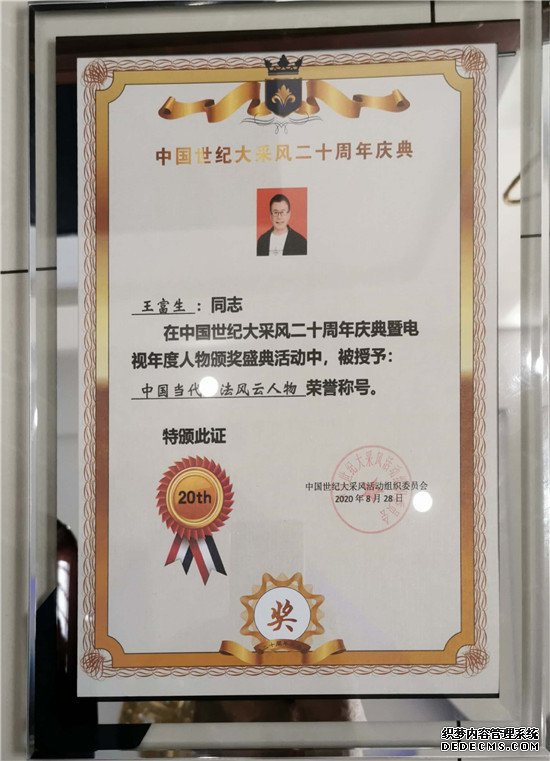 中国世纪大采风二十周年庆典
王富生：同志
在中国世纪大采风二十周年庆典暨电
视年度人物颁奖盛典活动中，被授予：
中国当代 法风云人物 荣誉称号。
特颁此证
20th
中国世纪大采风活动组织委员会
2020年8月28日
奖
织梦内容管理系统
DEDECMS.COM